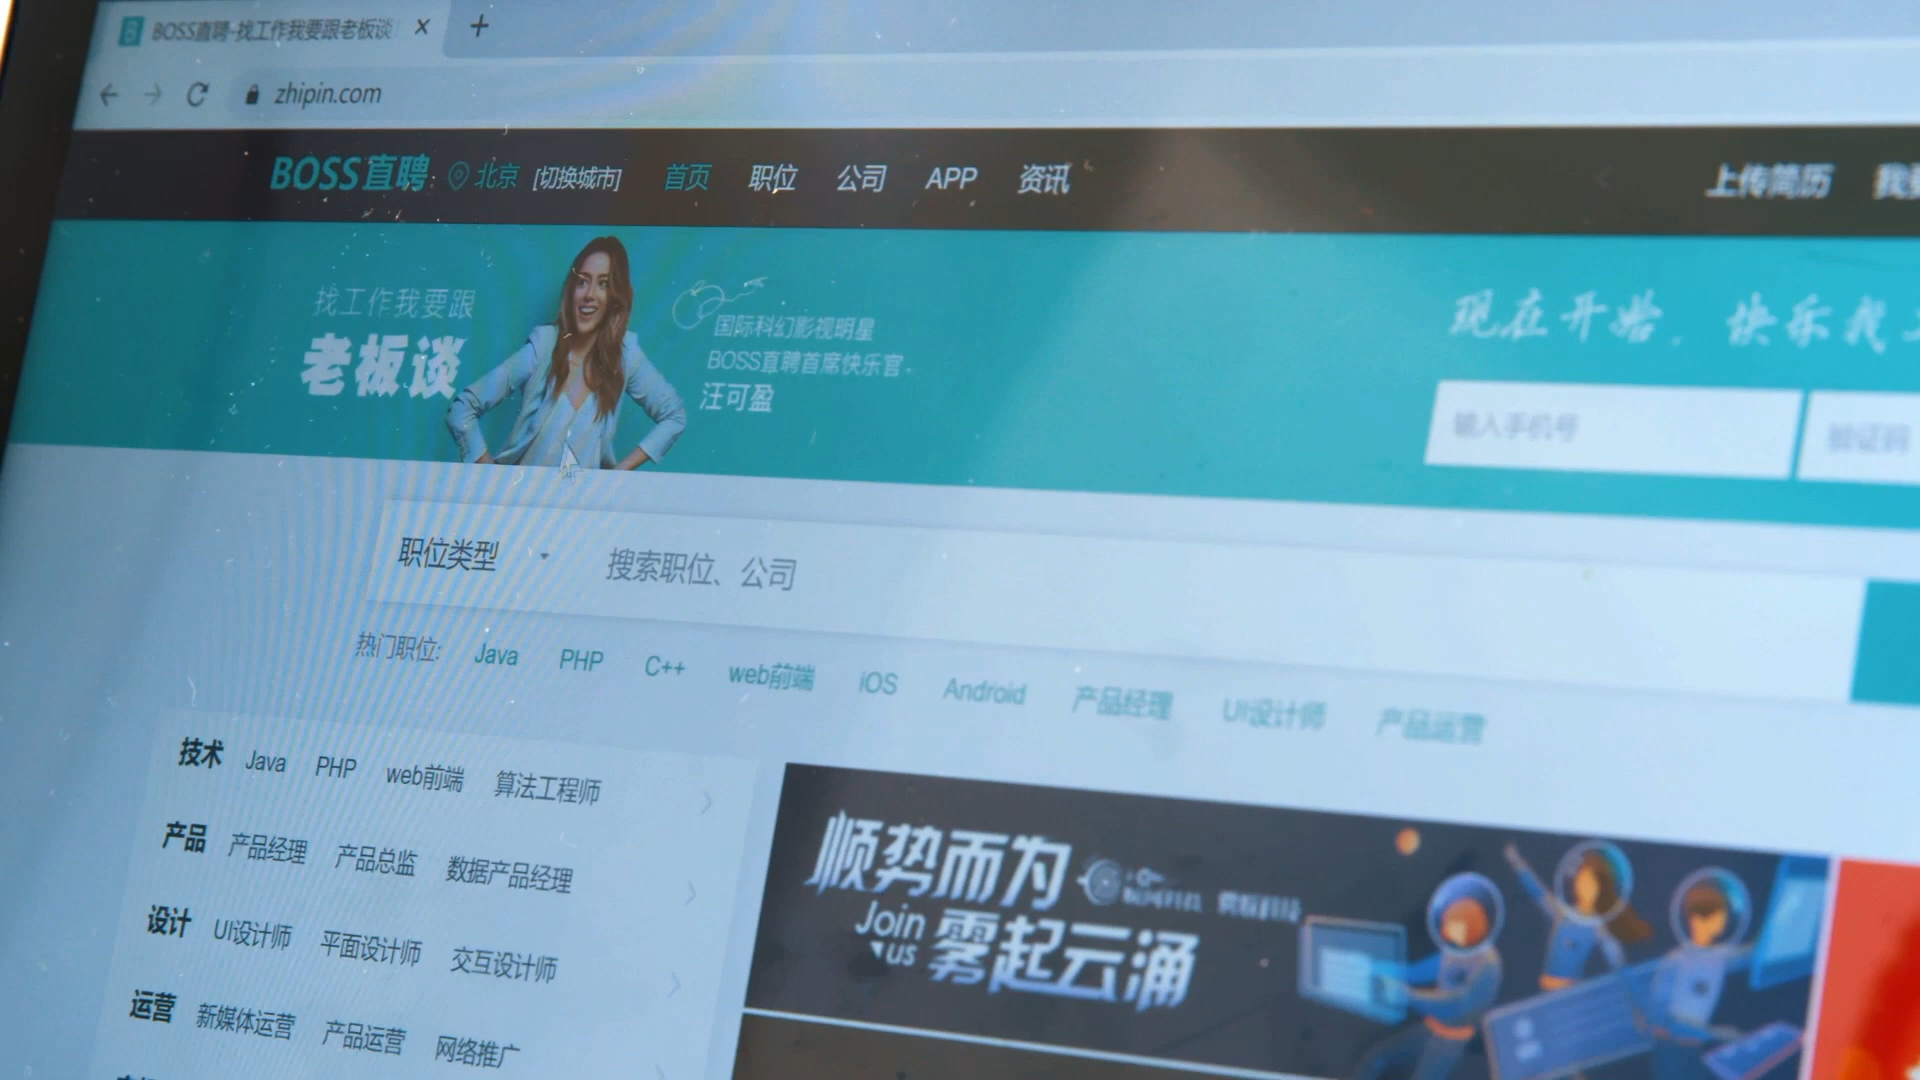 BOSS直聘-找工作我要跟老板谈
zhipin.com
BOSS直聘 北京 [切换城市] 首页 职位 公司 APP 资讯 上传简历
找工作我要跟
老板谈
国际科幻影视明星
BOSS直聘首席快乐官
汪可盈
现在开始，快乐找
输入手机号 验证码
职位类型 搜索职位、公司
热门职位: Java PHP C++ web前端 iOS Android 产品经理 UI设计师 产品运营
技术 Java PHP web前端 算法工程师
产品 产品经理 产品总监 数据产品经理
设计 UI设计师 平面设计师 交互设计师
运营 新媒体运营 产品运营 网络推广
顺势而为
Join us 雾起云涌